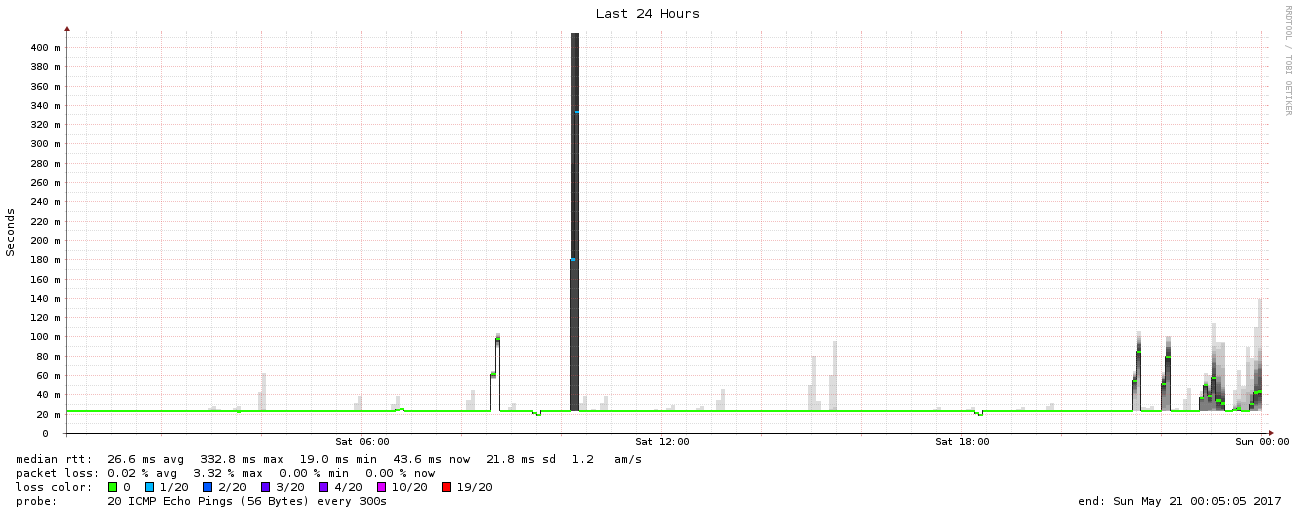 Last 24 Hours
RRDTOOL / TOBI OETIKER
Seconds
400 m
380 m
360 m
340 m
320 m
300 m
280 m
260 m
240 m
220 m
200 m
180 m
160 m
140 m
120 m
100 m
80 m
60 m
40 m
20 m
0
Sat 06:00 Sat 12:00 Sat 18:00 Sun 00:00
median rtt: 26.6 ms avg 332.8 ms max 19.0 ms min 43.6 ms now 21.8 ms sd 1.2 am/s
packet loss: 0.02 % avg 3.32 % max 0.00 % min 0.00 % now
loss color: 0 1/20 2/20 3/20 4/20 10/20 19/20
probe: 20 ICMP Echo Pings (56 Bytes) every 300s end: Sun May 21 00:05:05 2017